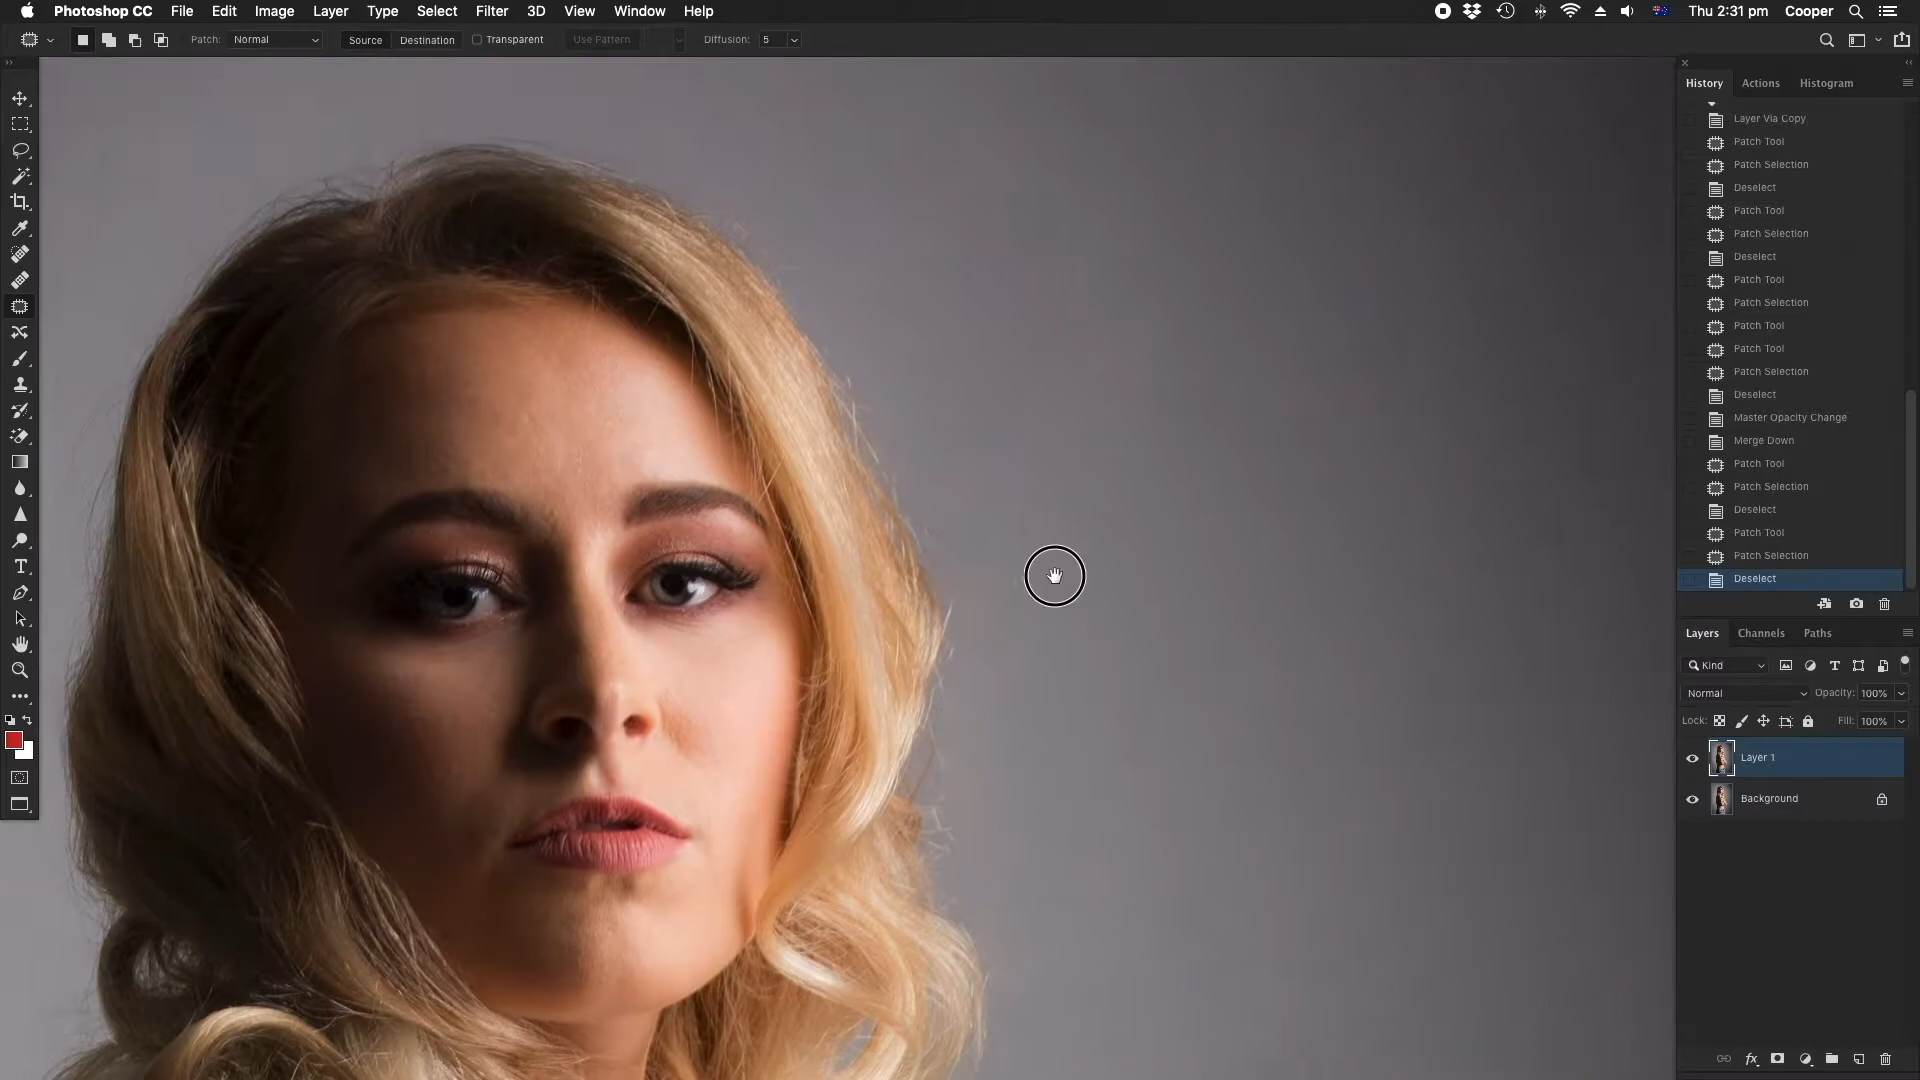 Photoshop CC File Edit Image Layer Type Select Filter 3D View Window Help Thu 2:31 pm Cooper
Patch: Normal Source Destination Transparent Use Pattern Diffusion: 5
History Actions Histogram
Layer Via Copy
Patch Tool
Patch Selection
Deselect
Patch Tool
Patch Selection
Deselect
Patch Tool
Patch Selection
Patch Tool
Patch Tool
Patch Selection
Deselect
Master Opacity Change
Merge Down
Patch Tool
Patch Selection
Deselect
Patch Tool
Patch Selection
Deselect
Layers Channels Paths
Kind
Normal Opacity: 100%
Lock: Fill: 100%
Layer 1
Background
fx